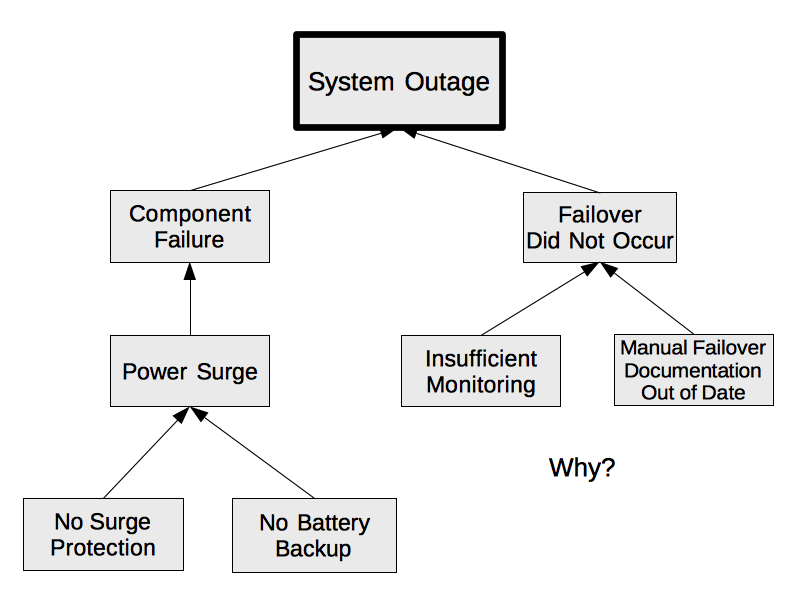 System Outage
Component
Failure
Failover
Did Not Occur
Power Surge
Insufficient
Monitoring
Manual Failover
Documentation
Out of Date
Why?
No Surge
Protection
No Battery
Backup